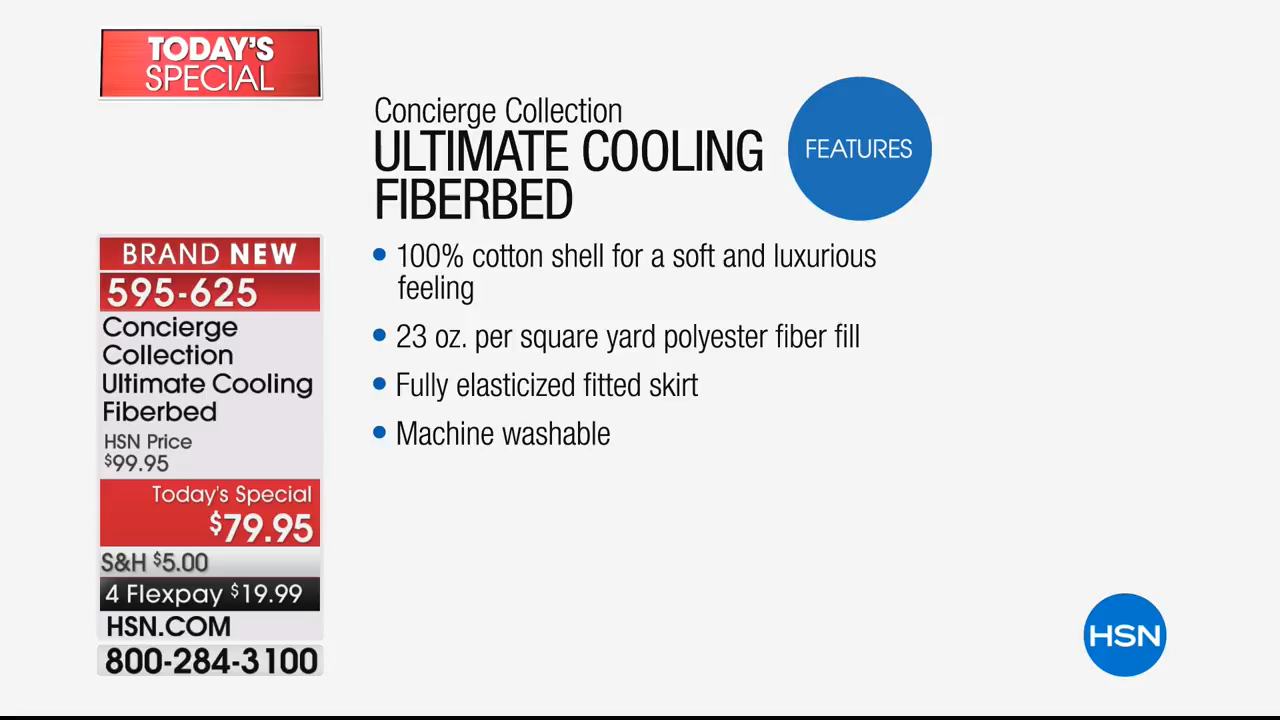 TODAY'S
SPECIAL
Concierge Collection
ULTIMATE COOLING
FIBERBED
FEATURES
• 100% cotton shell for a soft and luxurious
feeling
• 23 oz. per square yard polyester fiber fill
• Fully elasticized fitted skirt
• Machine washable
BRAND NEW
595-625
Concierge
Collection
Ultimate Cooling
Fiberbed
HSN Price
$99.95
Today's Special
$79.95
S&H $5.00
4 Flexpay $19.99
HSN.COM
800-284-3100
HSN